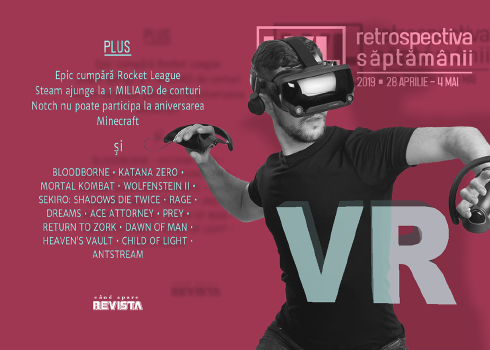 PLUS
Epic cumpără Rocket League
Steam ajunge la 1 MILIARD de conturi
Notch nu poate participa la aniversarea
Minecraft
și
BLOODBORNE • KATANA ZERO •
MORTAL KOMBAT • WOLFENSTEIN II •
SEKIRO: SHADOWS DIE TWICE • RAGE •
DREAMS • ACE ATTORNEY • PREY •
RETURN TO ZORK • DAWN OF MAN •
HEAVEN'S VAULT • CHILD OF LIGHT •
ANTSTREAM
când apare
REVISTA
retrospectiva
săptămânii
2019 ■ 28 APRILIE – 4 MAI
VR